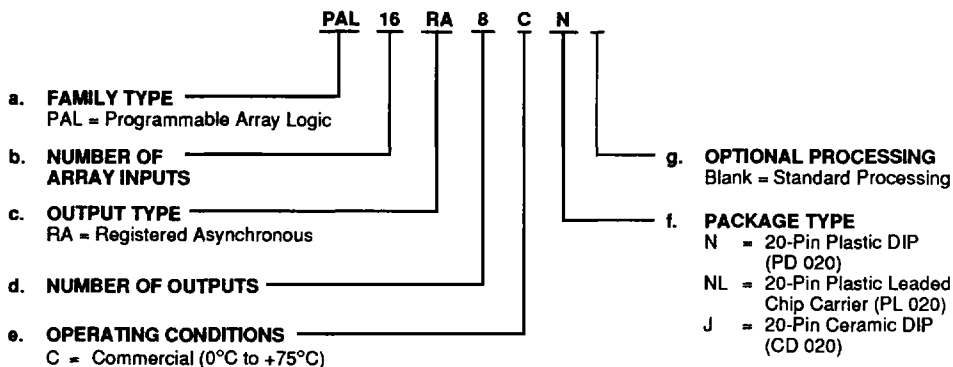 PAL 16 RA 8 C N _
a. FAMILY TYPE
PAL = Programmable Array Logic
b. NUMBER OF
ARRAY INPUTS
c. OUTPUT TYPE
RA = Registered Asynchronous
d. NUMBER OF OUTPUTS
e. OPERATING CONDITIONS
C = Commercial (0°C to +75°C)
g. OPTIONAL PROCESSING
Blank = Standard Processing
f. PACKAGE TYPE
N = 20-Pin Plastic DIP
(PD 020)
NL = 20-Pin Plastic Leaded
Chip Carrier (PL 020)
J = 20-Pin Ceramic DIP
(CD 020)